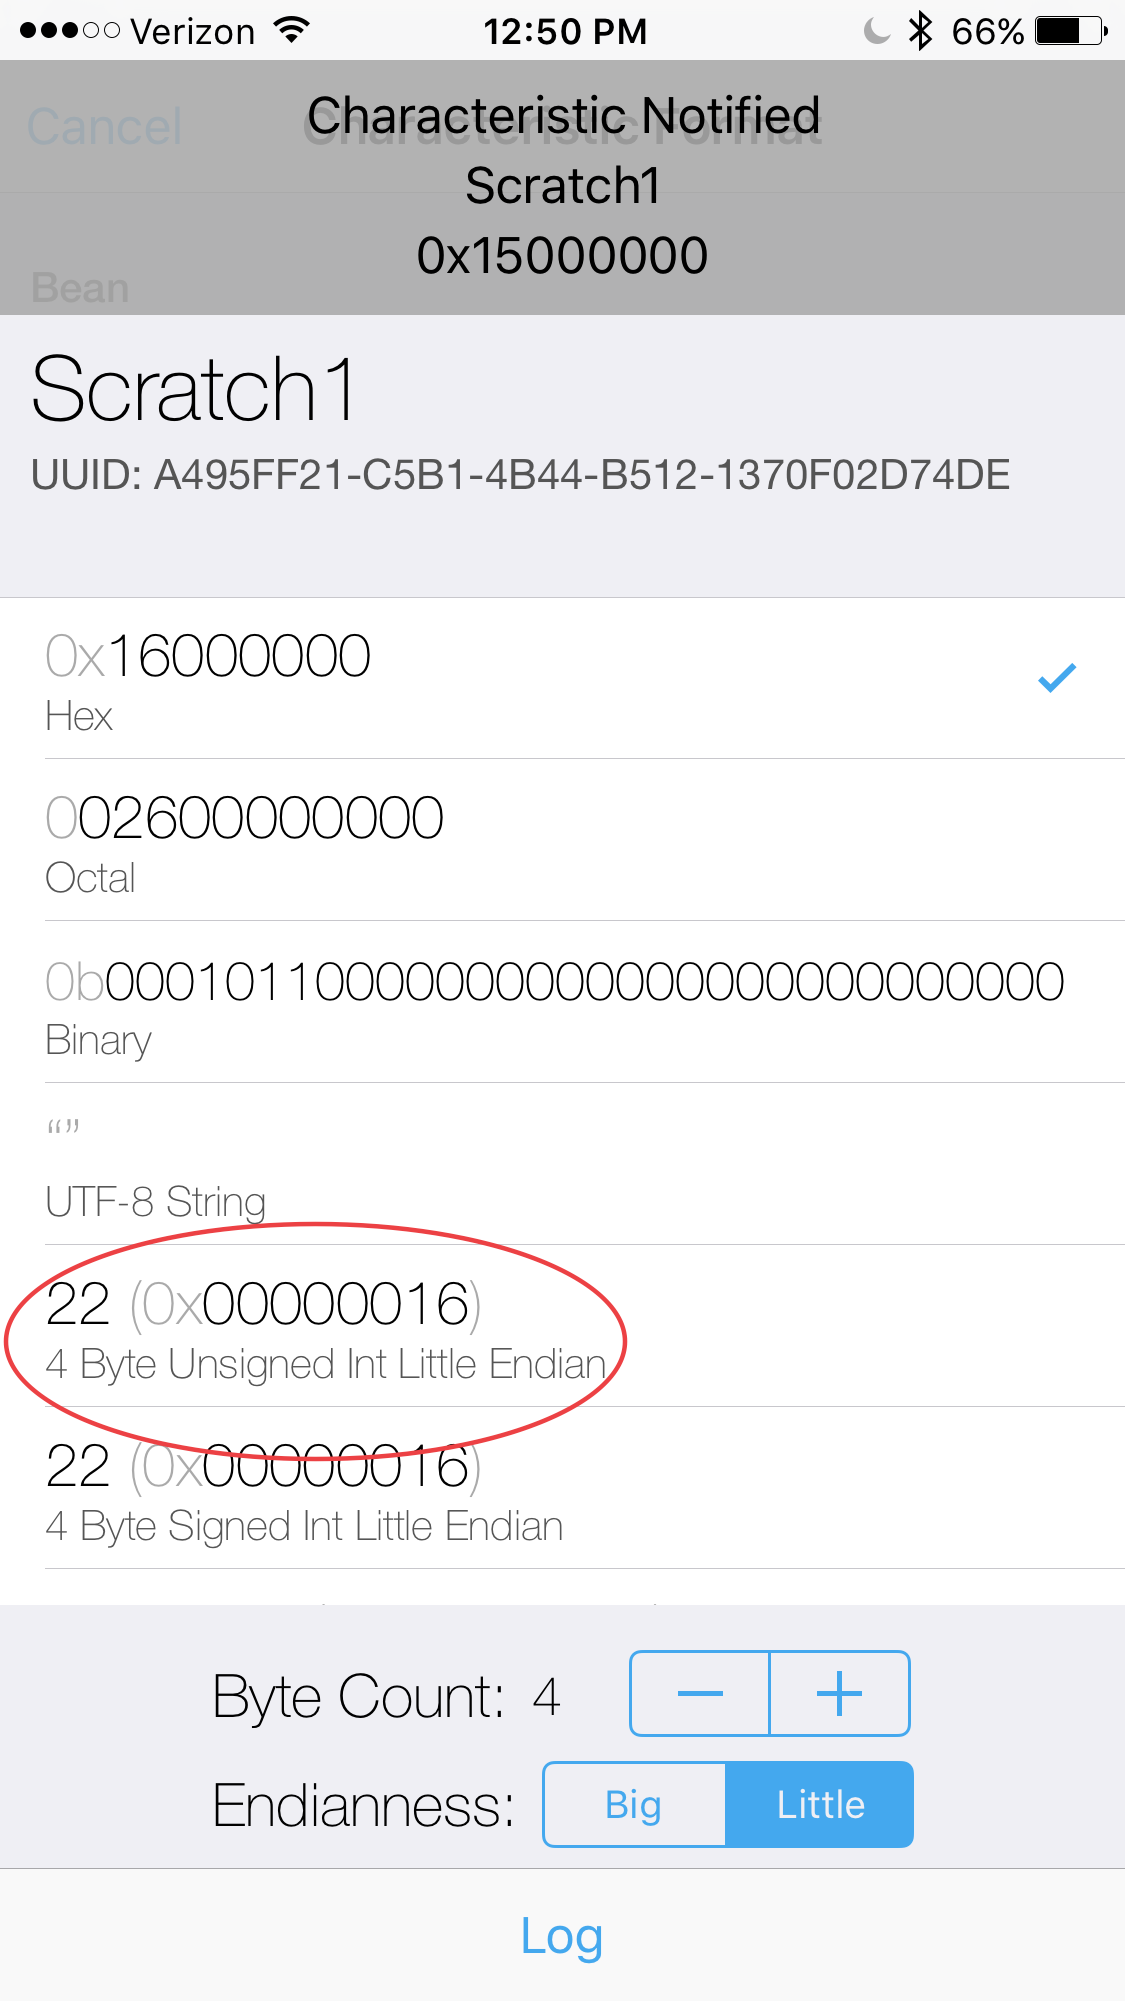 Verizon 12:50 PM 66%
Characteristic Notified
Cancel Characteristic Format
Scratch1
0x15000000
Bean
Scratch1
UUID: A495FF21-C5B1-4B44-B512-1370F02D74DE
0x16000000
Hex
002600000000
Octal
0b00010110000000000000000000000000
Binary
“”
UTF-8 String
22 (0x00000016)
4 Byte Unsigned Int Little Endian
22 (0x00000016)
4 Byte Signed Int Little Endian
Byte Count: 4 − +
Endianness: Big Little
Log